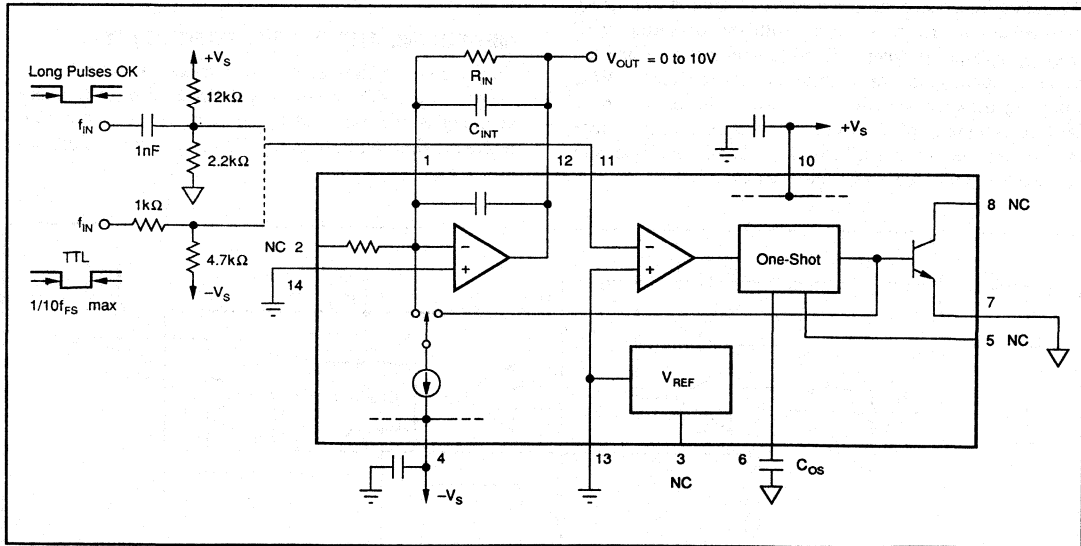 +V_S
Long Pulses OK
12kΩ
f_IN
1nF
2.2kΩ
1kΩ
f_IN
4.7kΩ
TTL
−V_S
1/10f_FS max
R_IN
V_OUT = 0 to 10V
C_INT
1
12
11
+V_S
10
NC 2
14
−
+
−
+
One-Shot
8 NC
7
5 NC
V_REF
4
−V_S
13
3
NC
6
C_OS